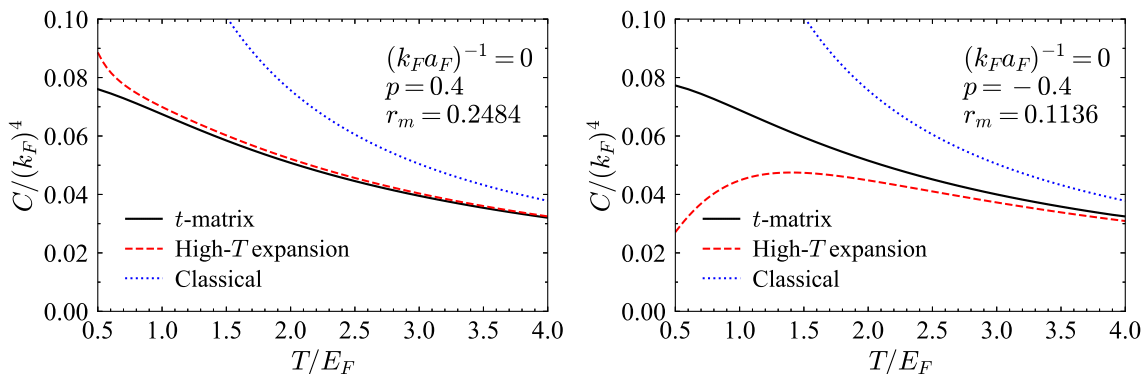 C/(k_F)^4
0.10
0.08
0.06
0.04
0.02
0.00
(k_F a_F)^{-1} = 0
p = 0.4
r_m = 0.2484
t-matrix
High-T expansion
Classical
0.5 1.0 1.5 2.0 2.5 3.0 3.5 4.0
T/E_F
C/(k_F)^4
0.10
0.08
0.06
0.04
0.02
0.00
(k_F a_F)^{-1} = 0
p = −0.4
r_m = 0.1136
t-matrix
High-T expansion
Classical
0.5 1.0 1.5 2.0 2.5 3.0 3.5 4.0
T/E_F